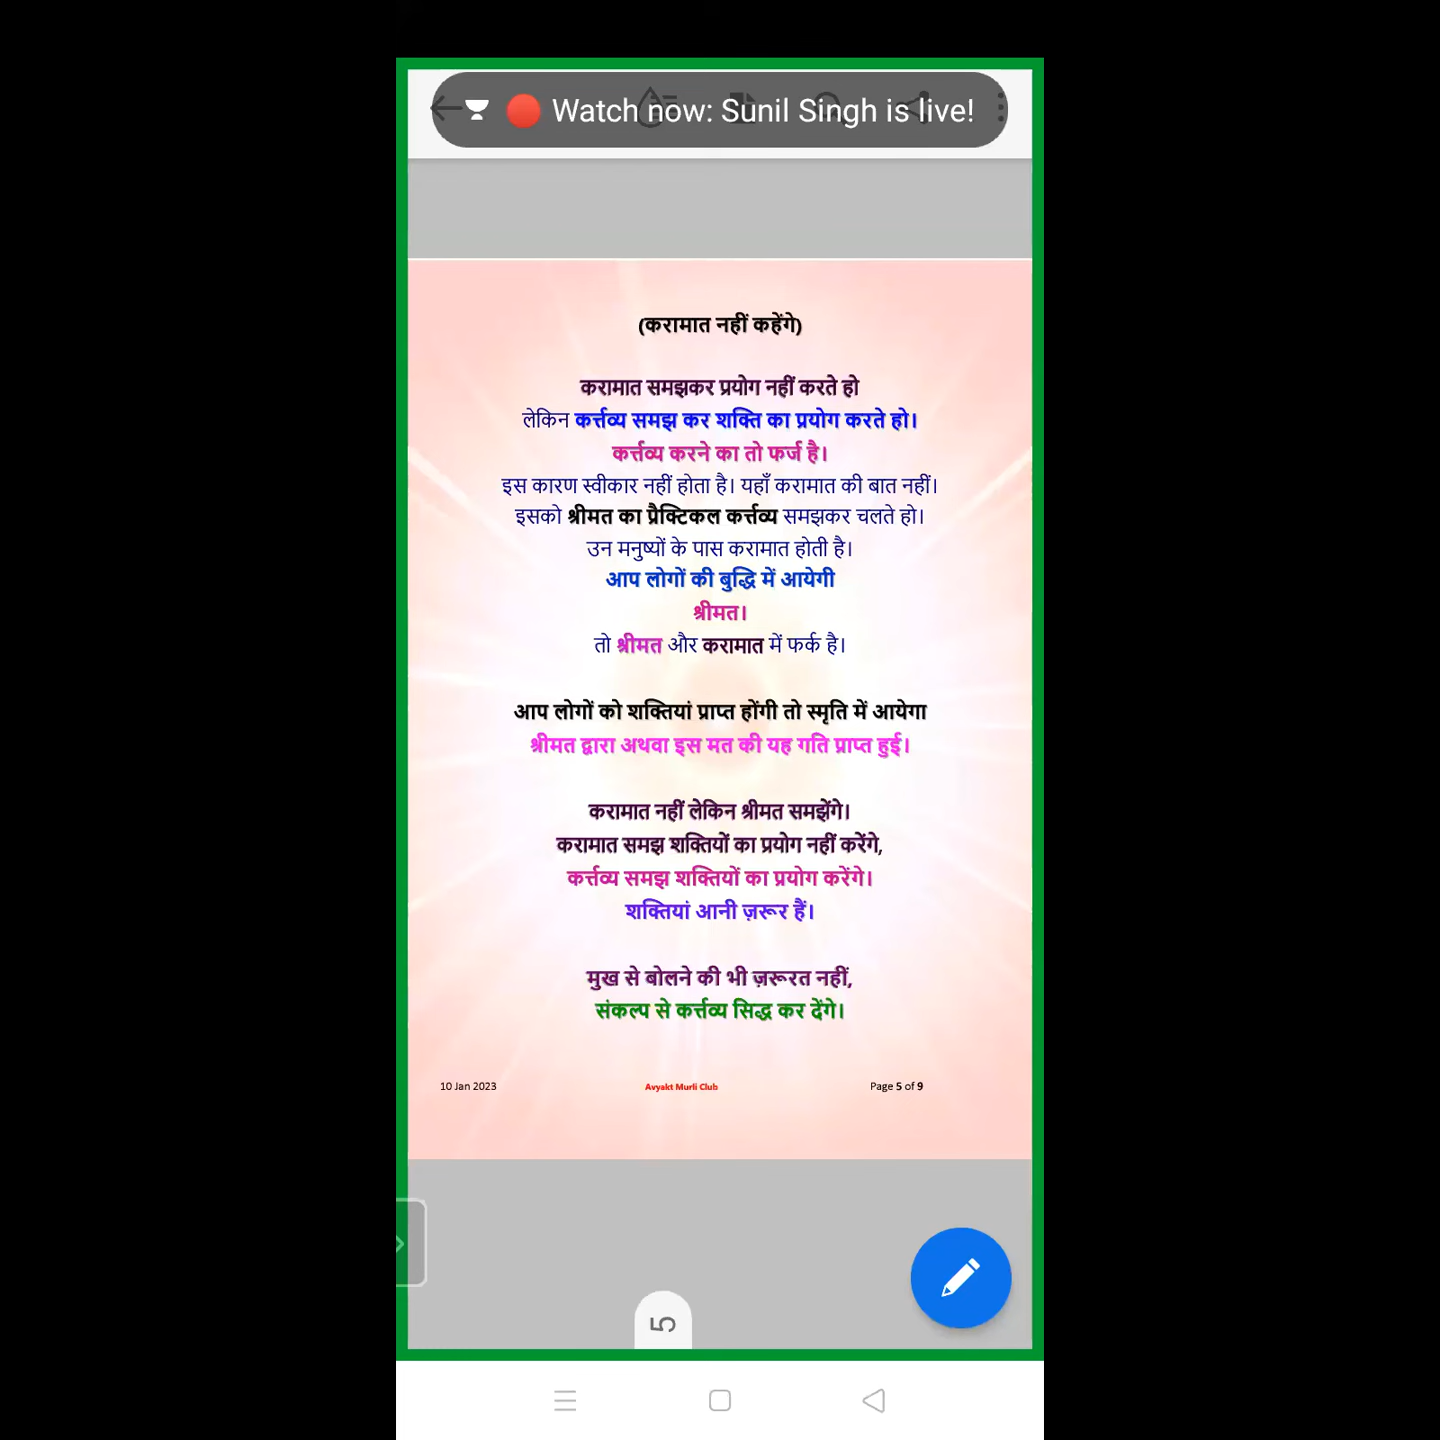 Watch now: Sunil Singh is live!
(करामात नहीं कहेंगे)
करामात समझकर प्रयोग नहीं करते हो
लेकिन कर्त्तव्य समझ कर शक्ति का प्रयोग करते हो।
कर्त्तव्य करने का तो फर्ज है।
इस कारण स्वीकार नहीं होता है। यहाँ करामात की बात नहीं।
इसको श्रीमत का प्रैक्टिकल कर्त्तव्य समझकर चलते हो।
उन मनुष्यों के पास करामात होती है।
आप लोगों की बुद्धि में आयेगी
श्रीमत।
तो श्रीमत और करामात में फर्क है।
आप लोगों को शक्तियां प्राप्त होंगी तो स्मृति में आयेगा
श्रीमत द्वारा अथवा इस मत की यह गति प्राप्त हुई।
करामात नहीं लेकिन श्रीमत समझेंगे।
करामात समझ शक्तियों का प्रयोग नहीं करेंगे,
कर्त्तव्य समझ शक्तियों का प्रयोग करेंगे।
शक्तियां आनी ज़रूर हैं।
मुख से बोलने की भी ज़रूरत नहीं,
संकल्प से कर्त्तव्य सिद्ध कर देंगे।
10 Jan 2023 Avyakt Murli Club Page 5 of 9
5